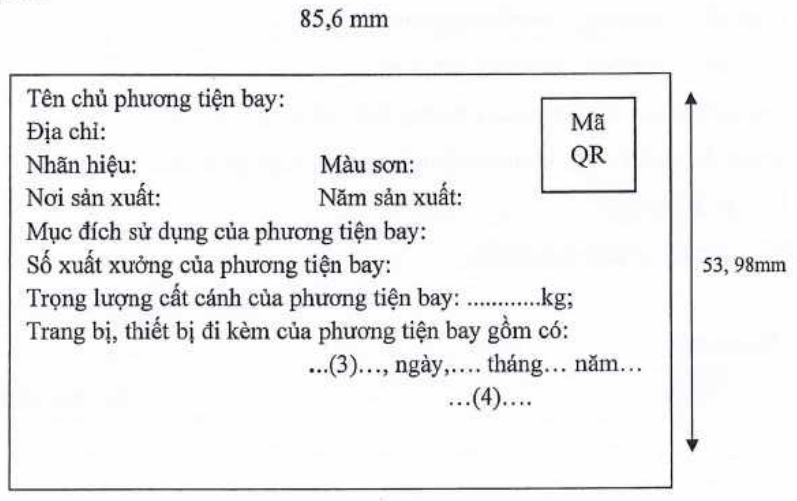 85,6 mm
Tên chủ phương tiện bay:
Địa chỉ:
Mã
QR
Nhãn hiệu: Màu sơn:
Nơi sản xuất: Năm sản xuất:
Mục đích sử dụng của phương tiện bay:
Số xuất xưởng của phương tiện bay:
53, 98mm
Trọng lượng cất cánh của phương tiện bay: ............kg;
Trang bị, thiết bị đi kèm của phương tiện bay gồm có:
...(3)..., ngày,.... tháng... năm...
...(4)....